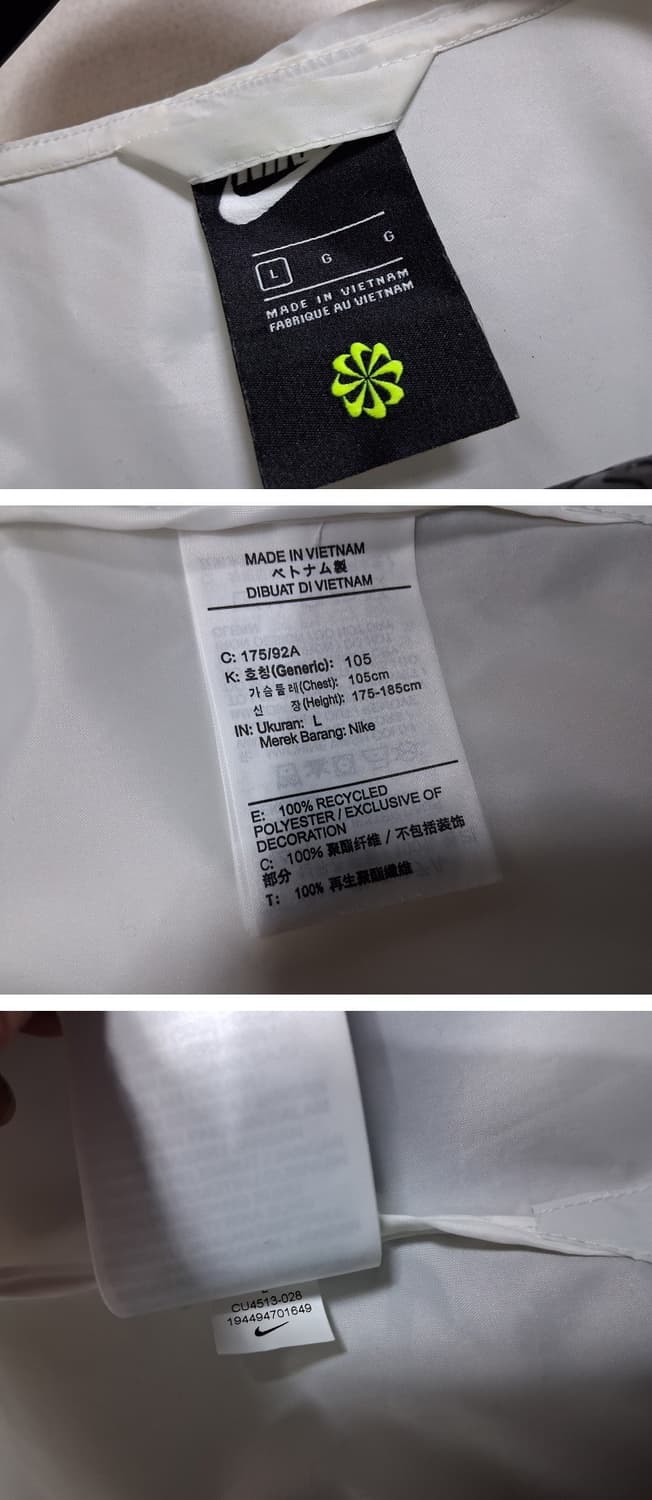 L G G
MADE IN VIETNAM
FABRIQUE AU VIETNAM
MADE IN VIETNAM
ベトナム製
DIBUAT DI VIETNAM
C: 175/92A
K: 호칭(Generic): 105
가슴둘레(Chest): 105cm
신 장(Height): 175-185cm
IN: Ukuran: L
Merek Barang: Nike
E: 100% RECYCLED
POLYESTER / EXCLUSIVE OF
DECORATION
C: 100% 聚酯纤维 / 不包括装饰
部分
T: 100% 再生聚酯纖維
CU4513-028
194494701649